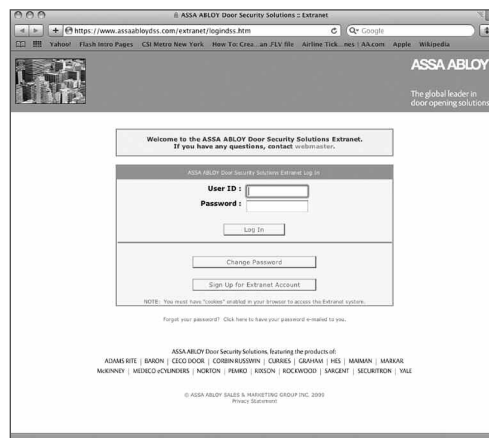 ASSA ABLOY Door Security Solutions :: Extranet
https://www.assaabloydss.com/extranet/logindss.htm
Google
Yahoo! Flash Intro Pages CSI Metro New York How To: Crea...an .FLV file Airline Tick...nes | AA.com Apple Wikipedia
ASSA ABLOY
The global leader in
door opening solutions
Welcome to the ASSA ABLOY Door Security Solutions Extranet.
If you have any questions, contact webmaster.
ASSA ABLOY Door Security Solutions Extranet Log In
User ID :
Password :
Log In
Change Password
Sign Up for Extranet Account
NOTE: You must have "cookies" enabled in your browser to access the Extranet system.
Forgot your password? Click here to have your password e-mailed to you.
ASSA ABLOY Door Security Solutions, featuring the products of:
ADAMS RITE | BARON | CECO DOOR | CORBIN RUSSWIN | CURRIES | GRAHAM | HES | MAIMAN | MARKAR
McKINNEY | MEDECO eCYLINDERS | NORTON | PEMKO | RIXSON | ROCKWOOD | SARGENT | SECURITRON | YALE
© ASSA ABLOY SALES & MARKETING GROUP INC, 2005
Privacy Statement